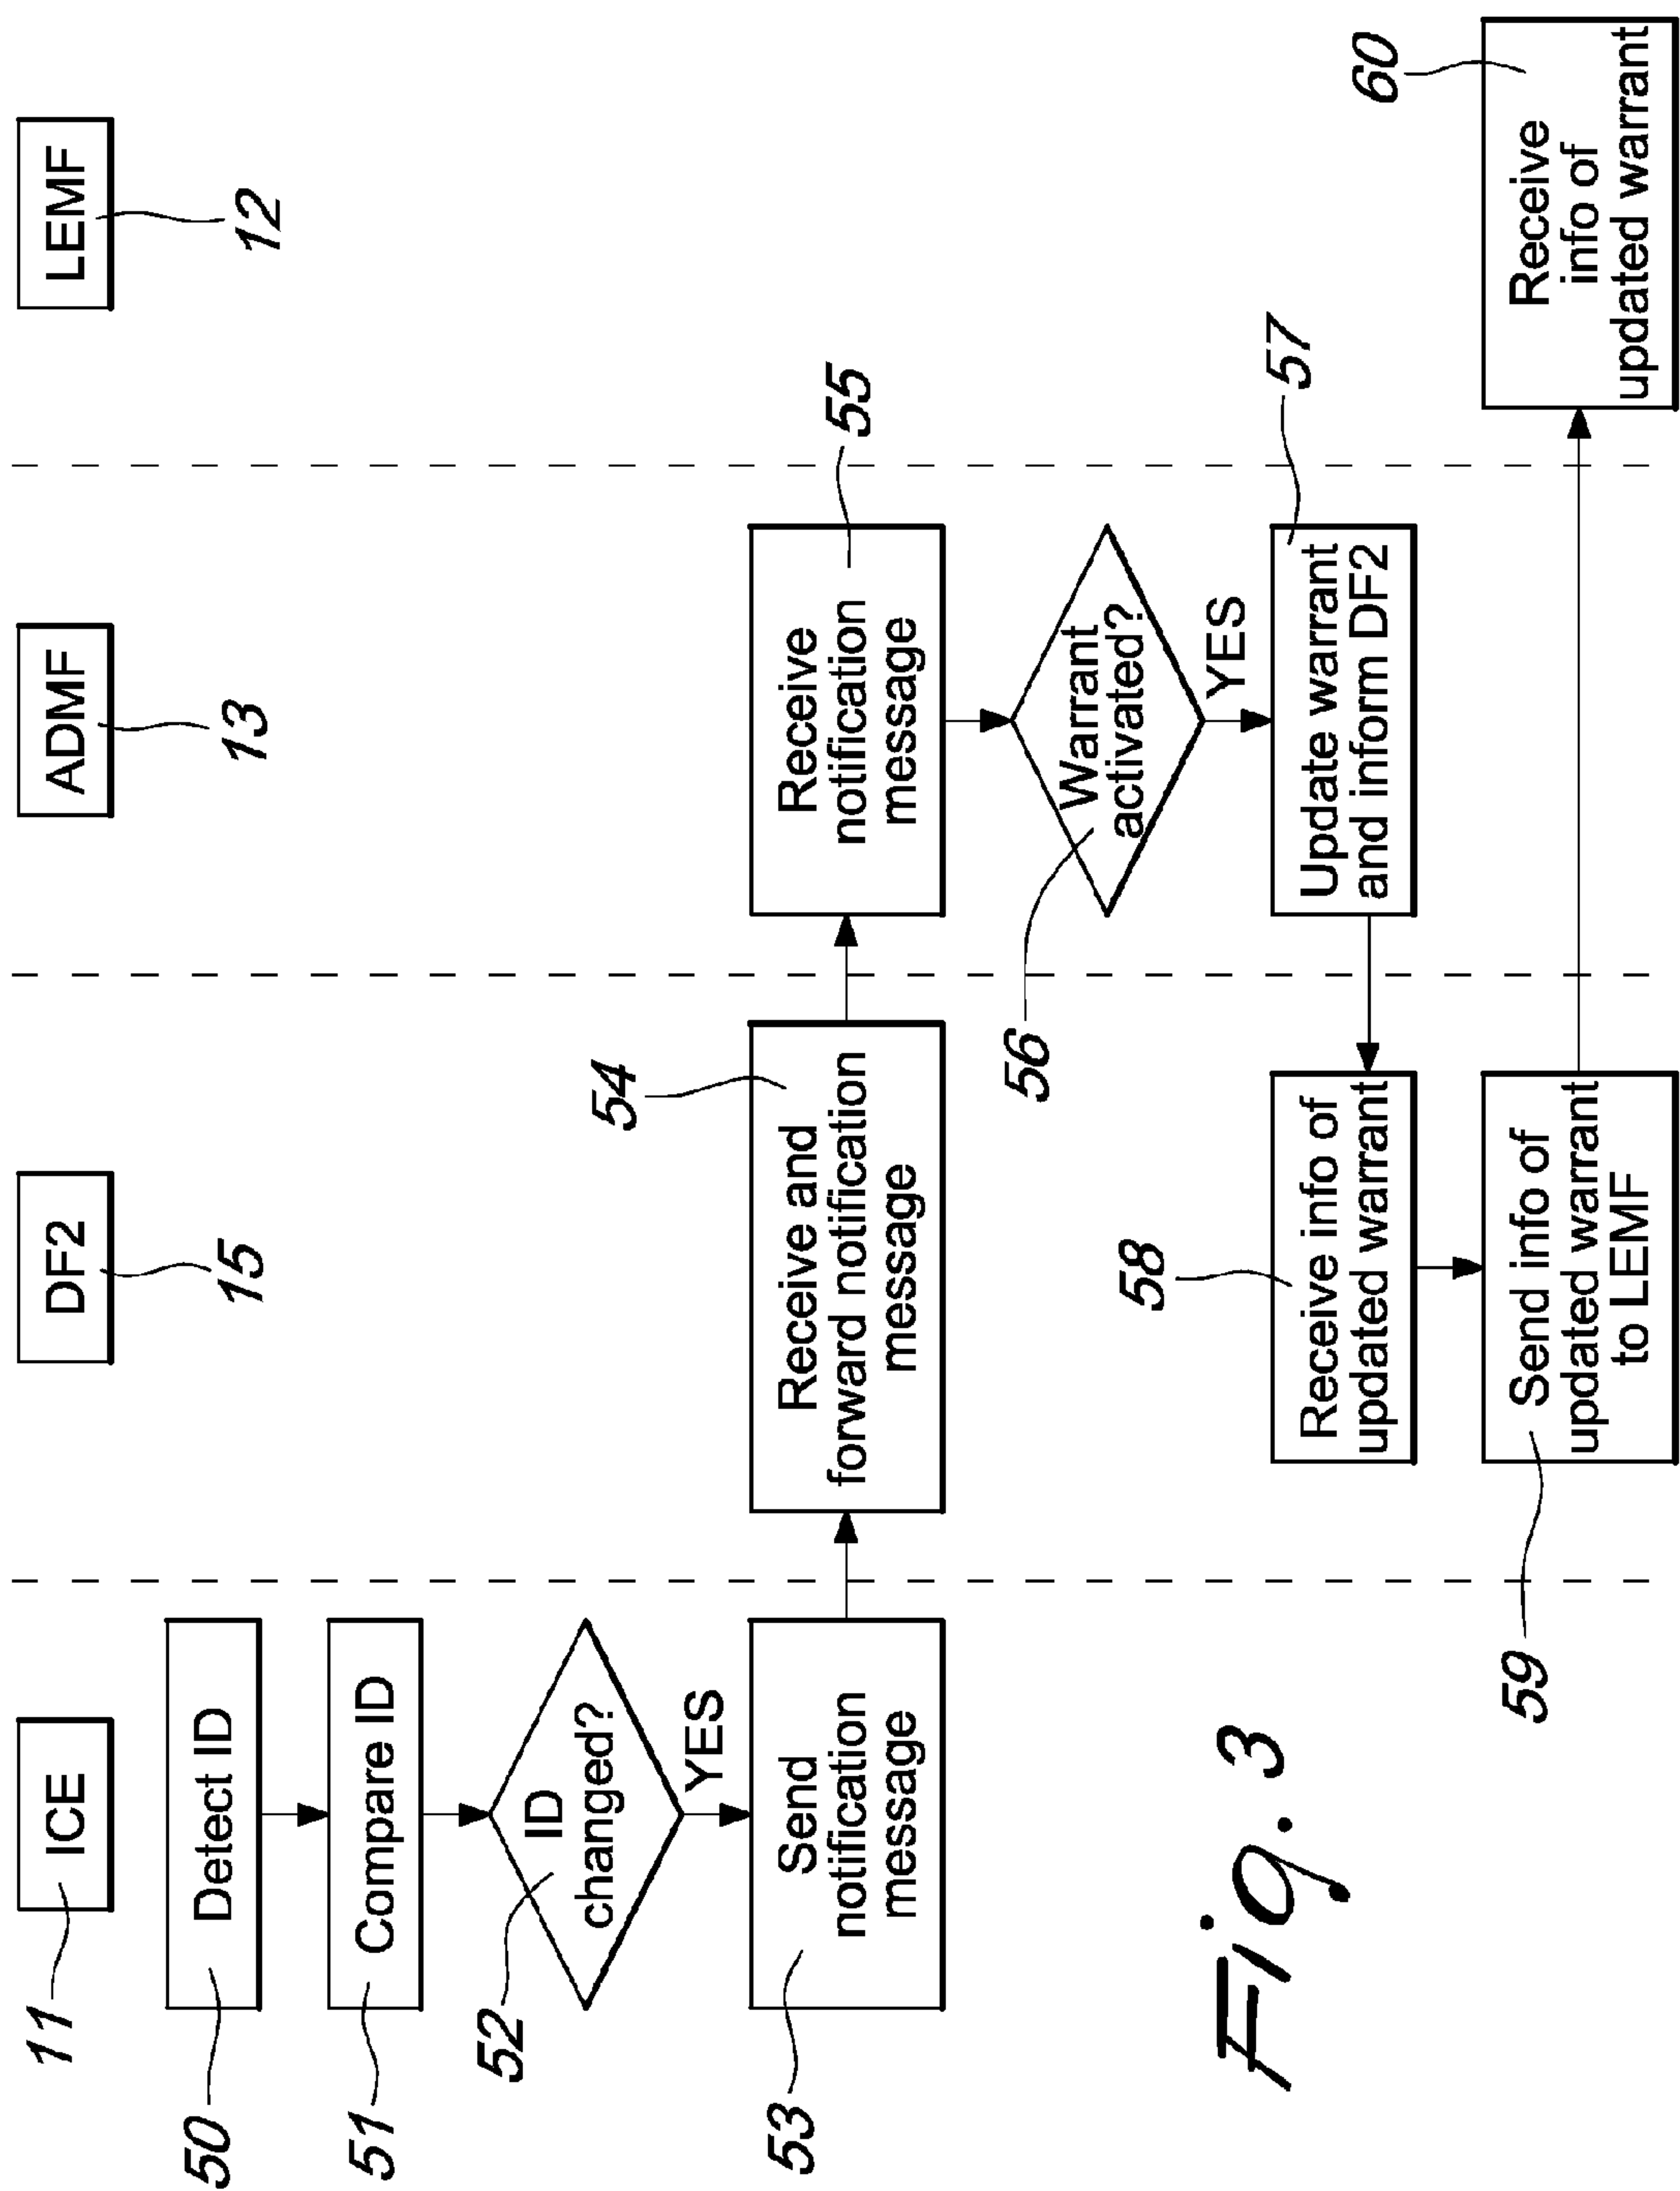 ICE
DF2
ADMF
LEMF
11
15
13
12
50
Detect ID
51
Compare ID
52
ID
changed?
YES
53
Send
notification
message
54
Receive and
forward notification
message
55
Receive
notification
message
56
Warrant
activated?
YES
57
Update warrant
and inform DF2
58
Receive info of
updated warrant
59
Send info of
updated warrant
to LEMF
60
Receive
info of
updated warrant
Fig. 3